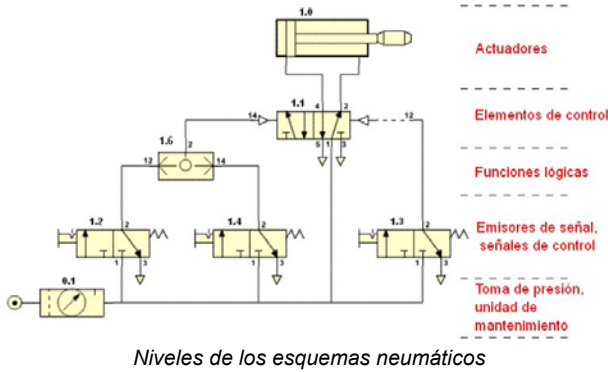 1.0
Actuadores
1.1
4 2
14 12
5 1 3
Elementos de control
1.6
2
12 14
Funciones lógicas
1.2 1.4 1.3
2 2 2
1 3 1 3 1 3
Emisores de señal,
señales de control
0.1
Toma de presión,
unidad de
mantenimiento
Niveles de los esquemas neumáticos